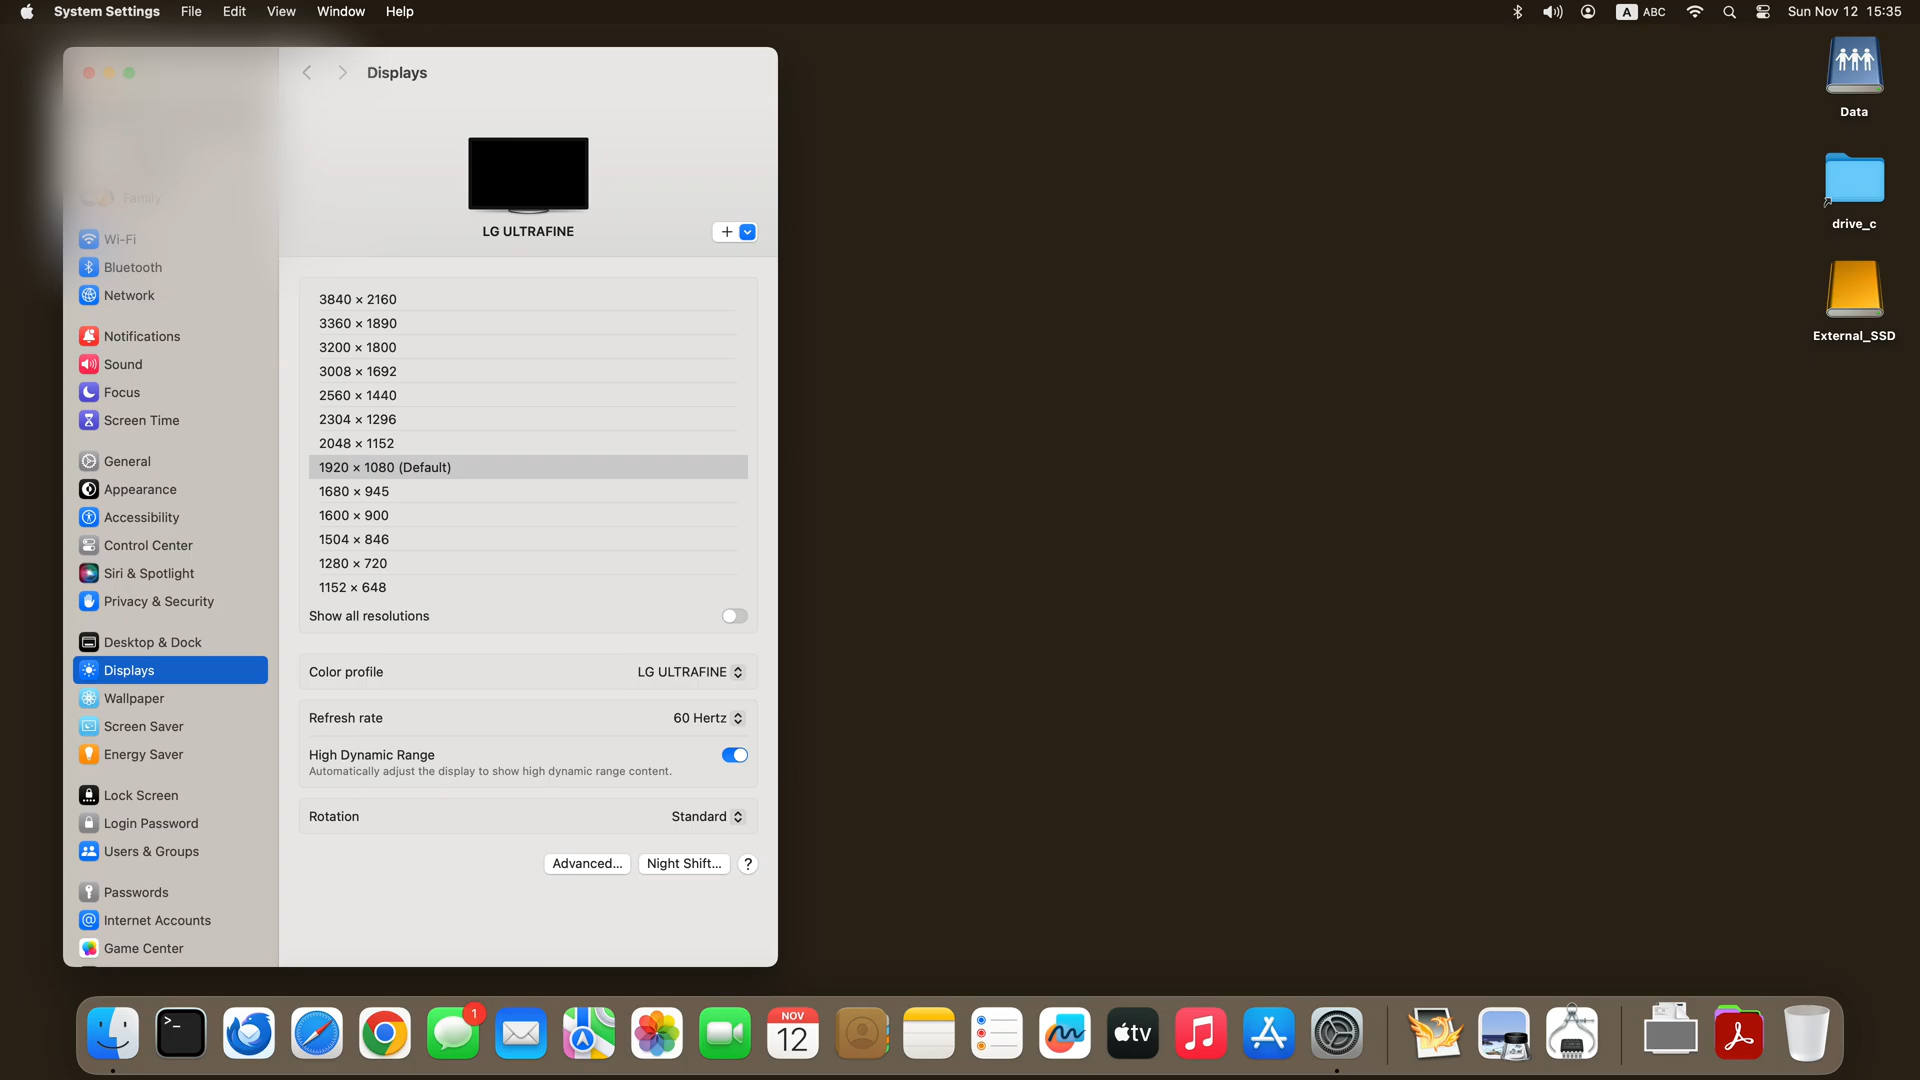 System Settings File Edit View Window Help
A ABC Sun Nov 12 15:35
Displays
LG ULTRAFINE
+
Family
Wi-Fi
Bluetooth
Network
Notifications
Sound
Focus
Screen Time
General
Appearance
Accessibility
Control Center
Siri & Spotlight
Privacy & Security
Desktop & Dock
Displays
Wallpaper
Screen Saver
Energy Saver
Lock Screen
Login Password
Users & Groups
Passwords
Internet Accounts
Game Center
3840 × 2160
3360 × 1890
3200 × 1800
3008 × 1692
2560 × 1440
2304 × 1296
2048 × 1152
1920 × 1080 (Default)
1680 × 945
1600 × 900
1504 × 846
1280 × 720
1152 × 648
Show all resolutions
Color profile LG ULTRAFINE
Refresh rate 60 Hertz
High Dynamic Range
Automatically adjust the display to show high dynamic range content.
Rotation Standard
Advanced... Night Shift... ?
Data
drive_c
External_SSD
>_
1
NOV
12
tv